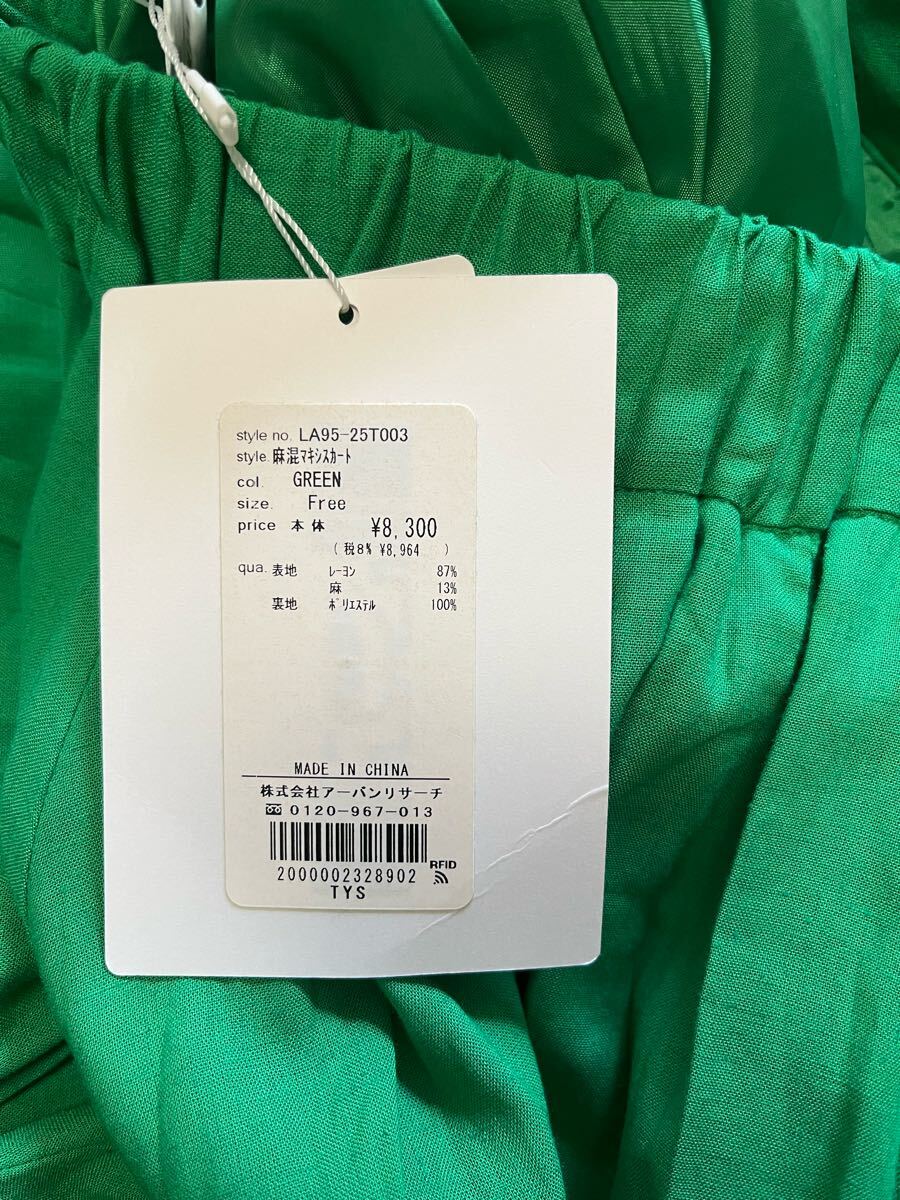 style no. LA95-25T003
style. 麻混ﾏｷｼｽｶｰﾄ
col. GREEN
size. Free
price 本体 ¥8,300
(税8% ¥8,964 )
qua. 表地 ﾚｰﾖﾝ 87%
麻 13%
裏地 ﾎﾟﾘｴｽﾃﾙ 100%
MADE IN CHINA
株式会社アーバンリサーチ
0120-967-013
RFID
2000002328902
TYS